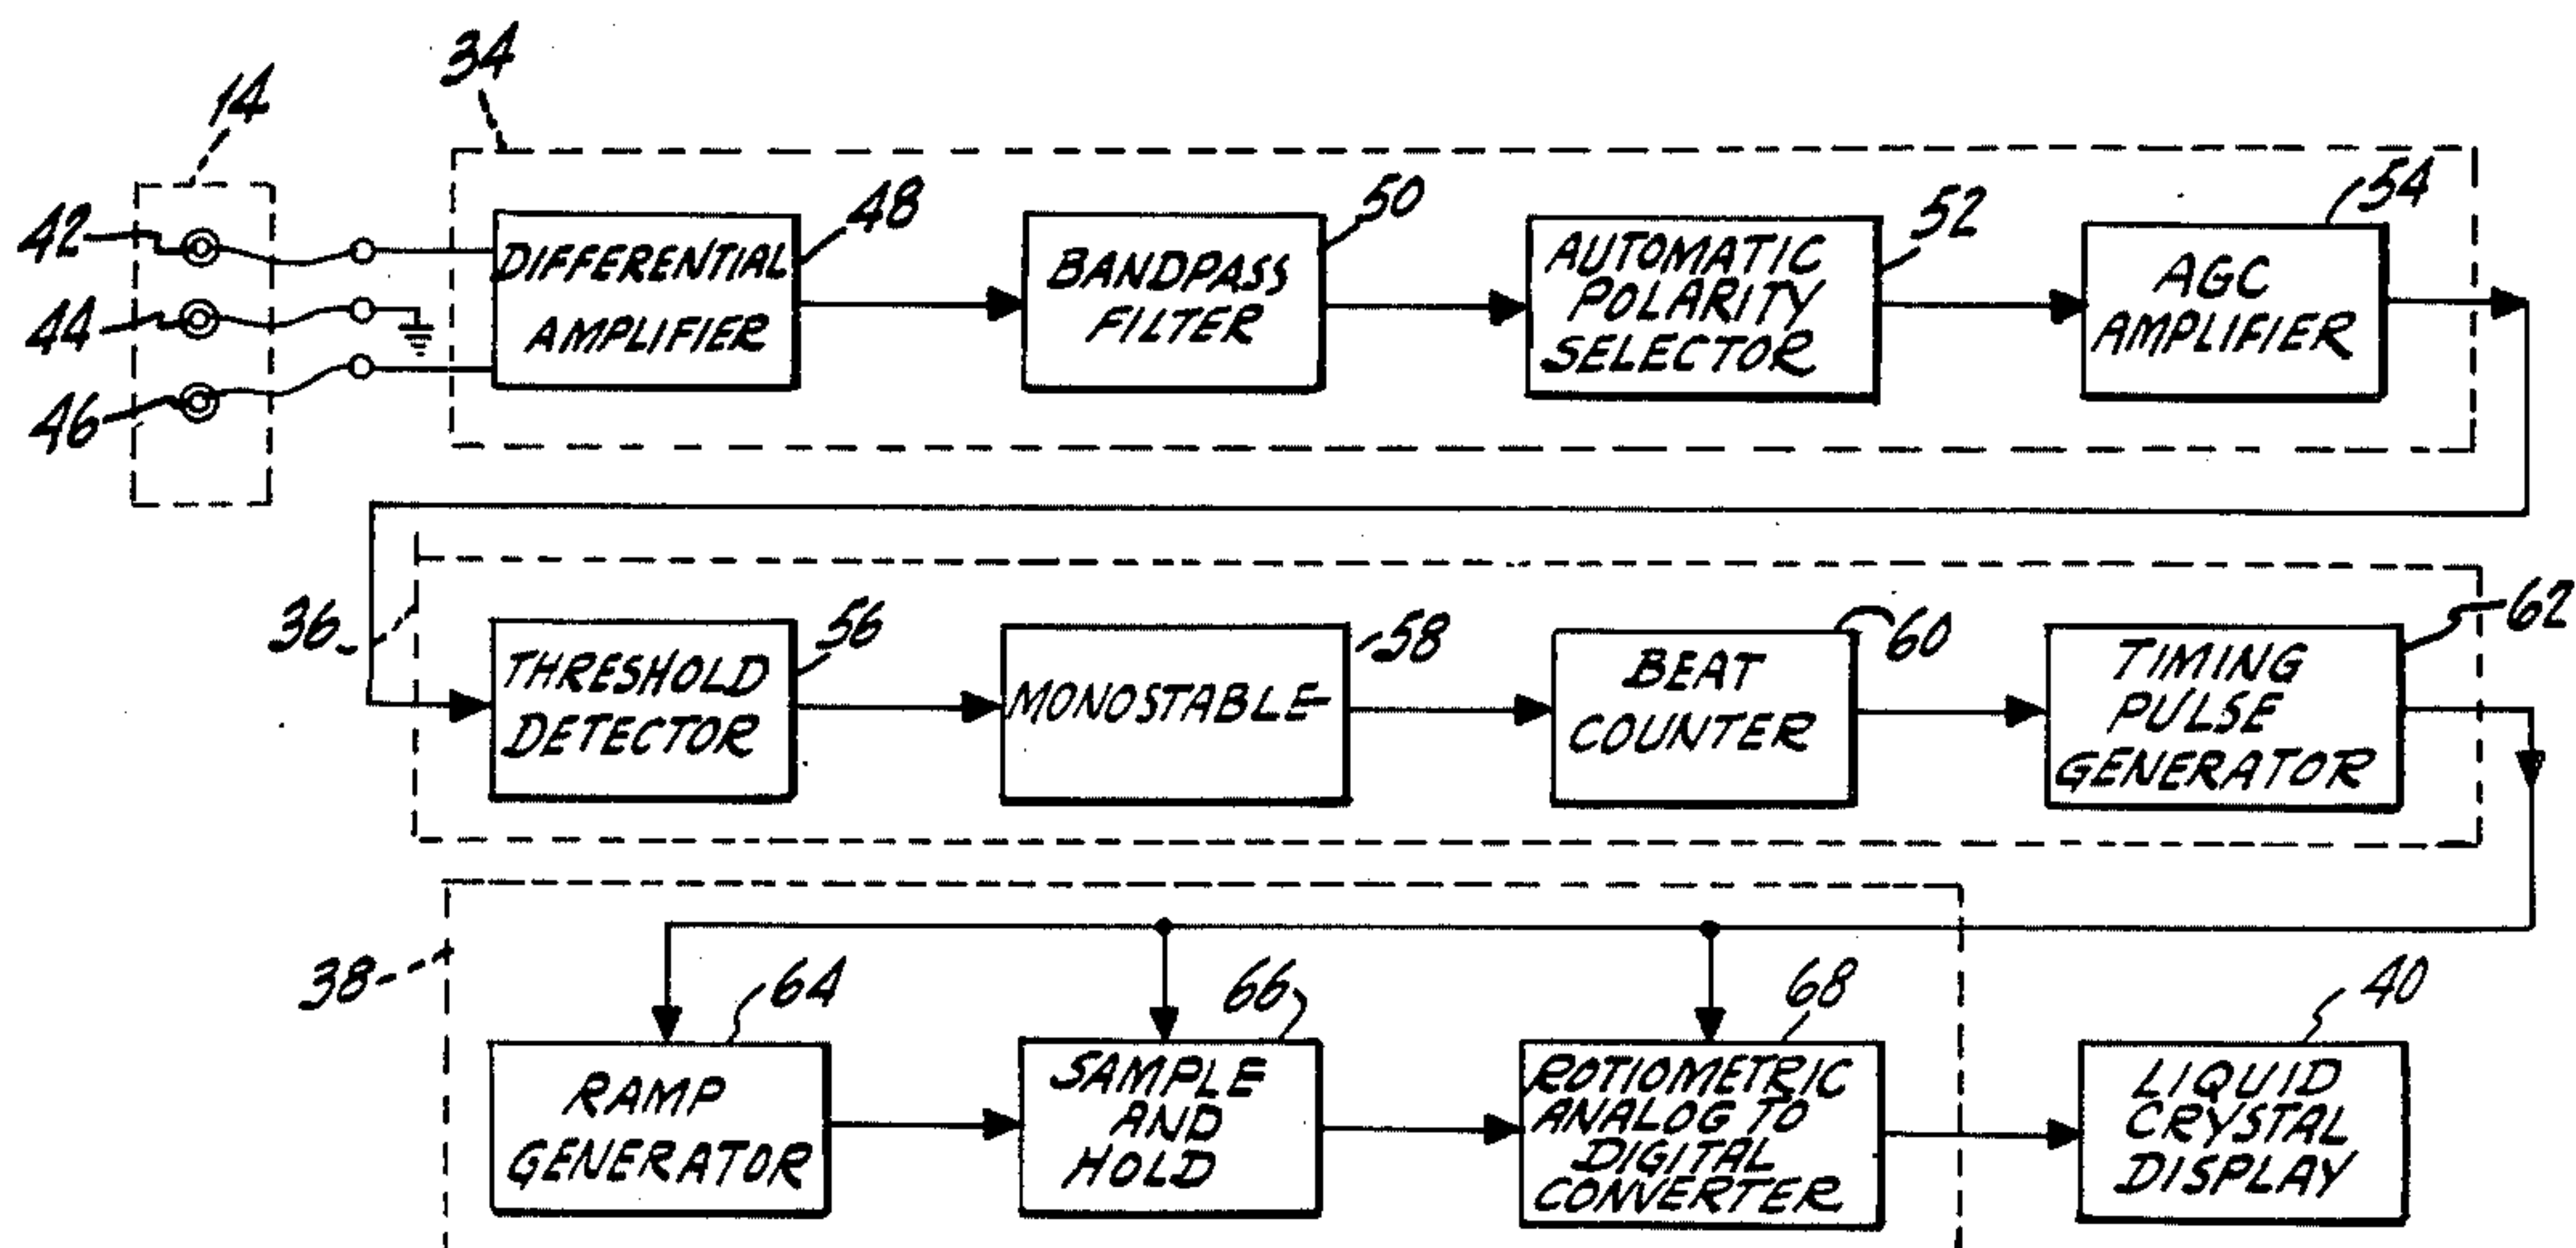 34
14
42
44
46
DIFFERENTIAL
AMPLIFIER
48
BANDPASS
FILTER
50
AUTOMATIC
POLARITY
SELECTOR
52
AGC
AMPLIFIER
54
36
THRESHOLD
DETECTOR
56
MONOSTABLE
58
BEAT
COUNTER
60
TIMING
PULSE
GENERATOR
62
38
RAMP
GENERATOR
64
SAMPLE
AND
HOLD
66
ROTIOMETRIC
ANALOG TO
DIGITAL
CONVERTER
68
LIQUID
CRYSTAL
DISPLAY
40